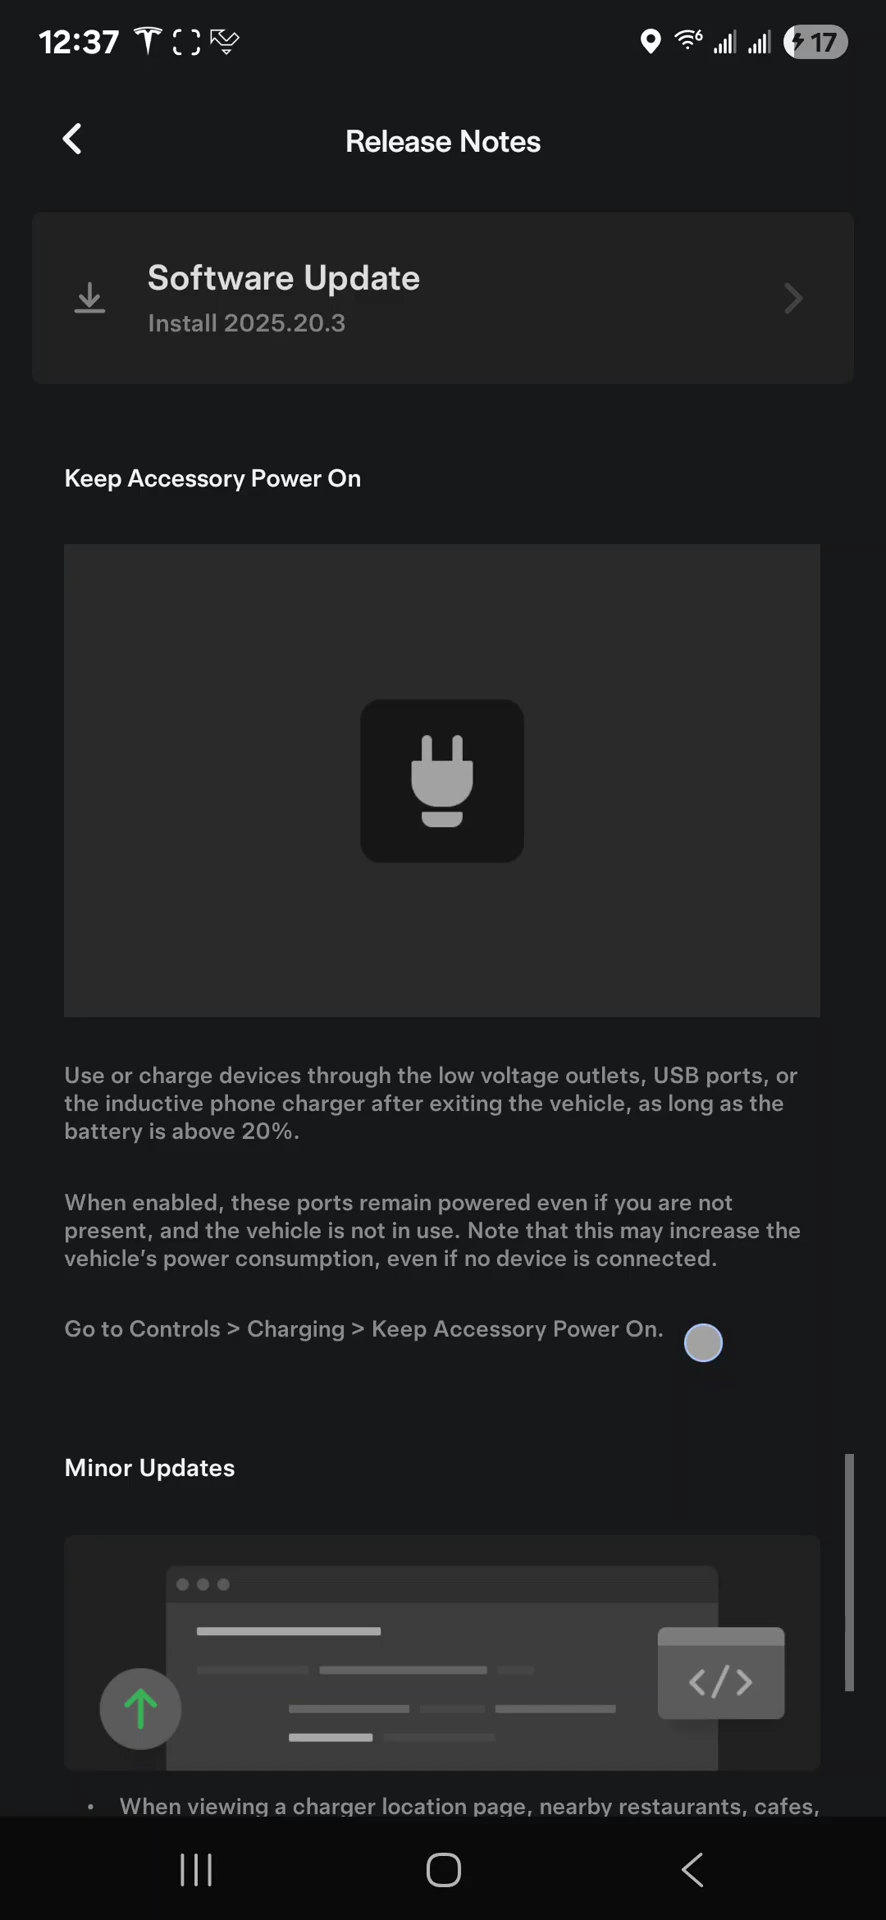 12:37
6
17
Release Notes
Software Update
Install 2025.20.3
Keep Accessory Power On
Use or charge devices through the low voltage outlets, USB ports, or
the inductive phone charger after exiting the vehicle, as long as the
battery is above 20%.
When enabled, these ports remain powered even if you are not
present, and the vehicle is not in use. Note that this may increase the
vehicle’s power consumption, even if no device is connected.
Go to Controls > Charging > Keep Accessory Power On.
Minor Updates
</>
• When viewing a charger location page, nearby restaurants, cafes,